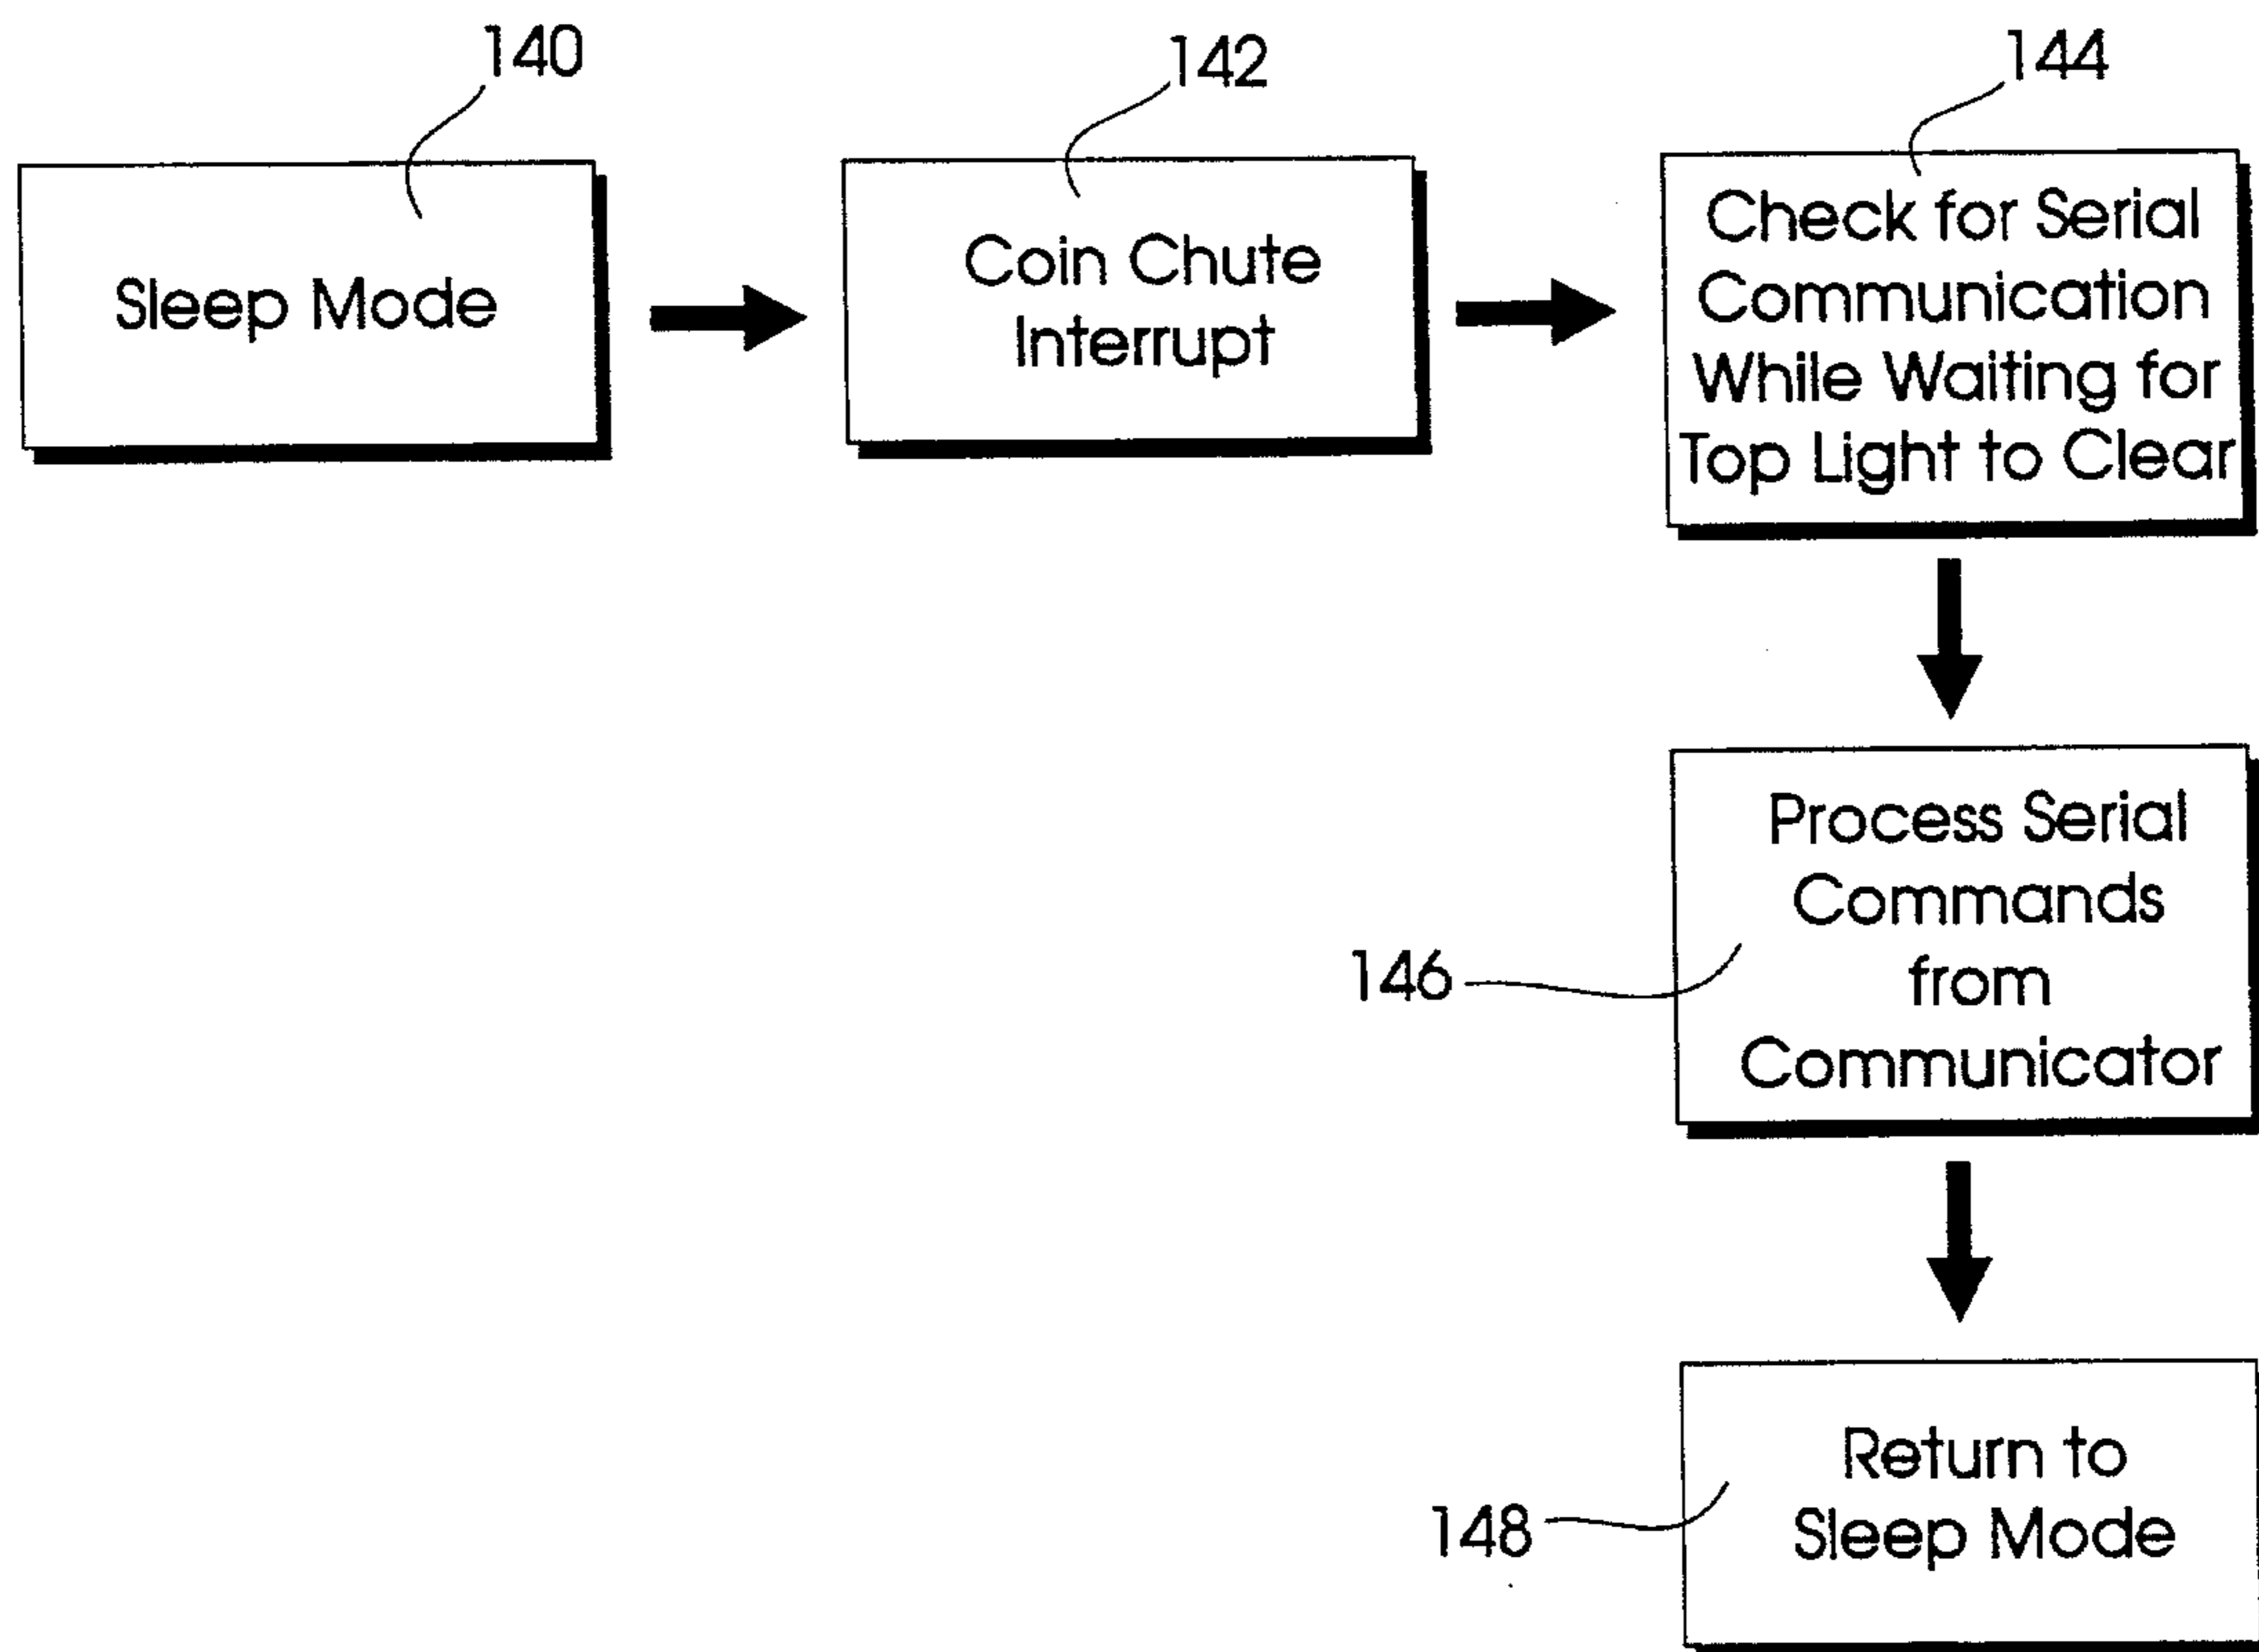 140
142
144
Sleep Mode
Coin Chute
Interrupt
Check for Serial
Communication
While Waiting for
Top Light to Clear
Process Serial
Commands
from
Communicator
146
Return to
Sleep Mode
148